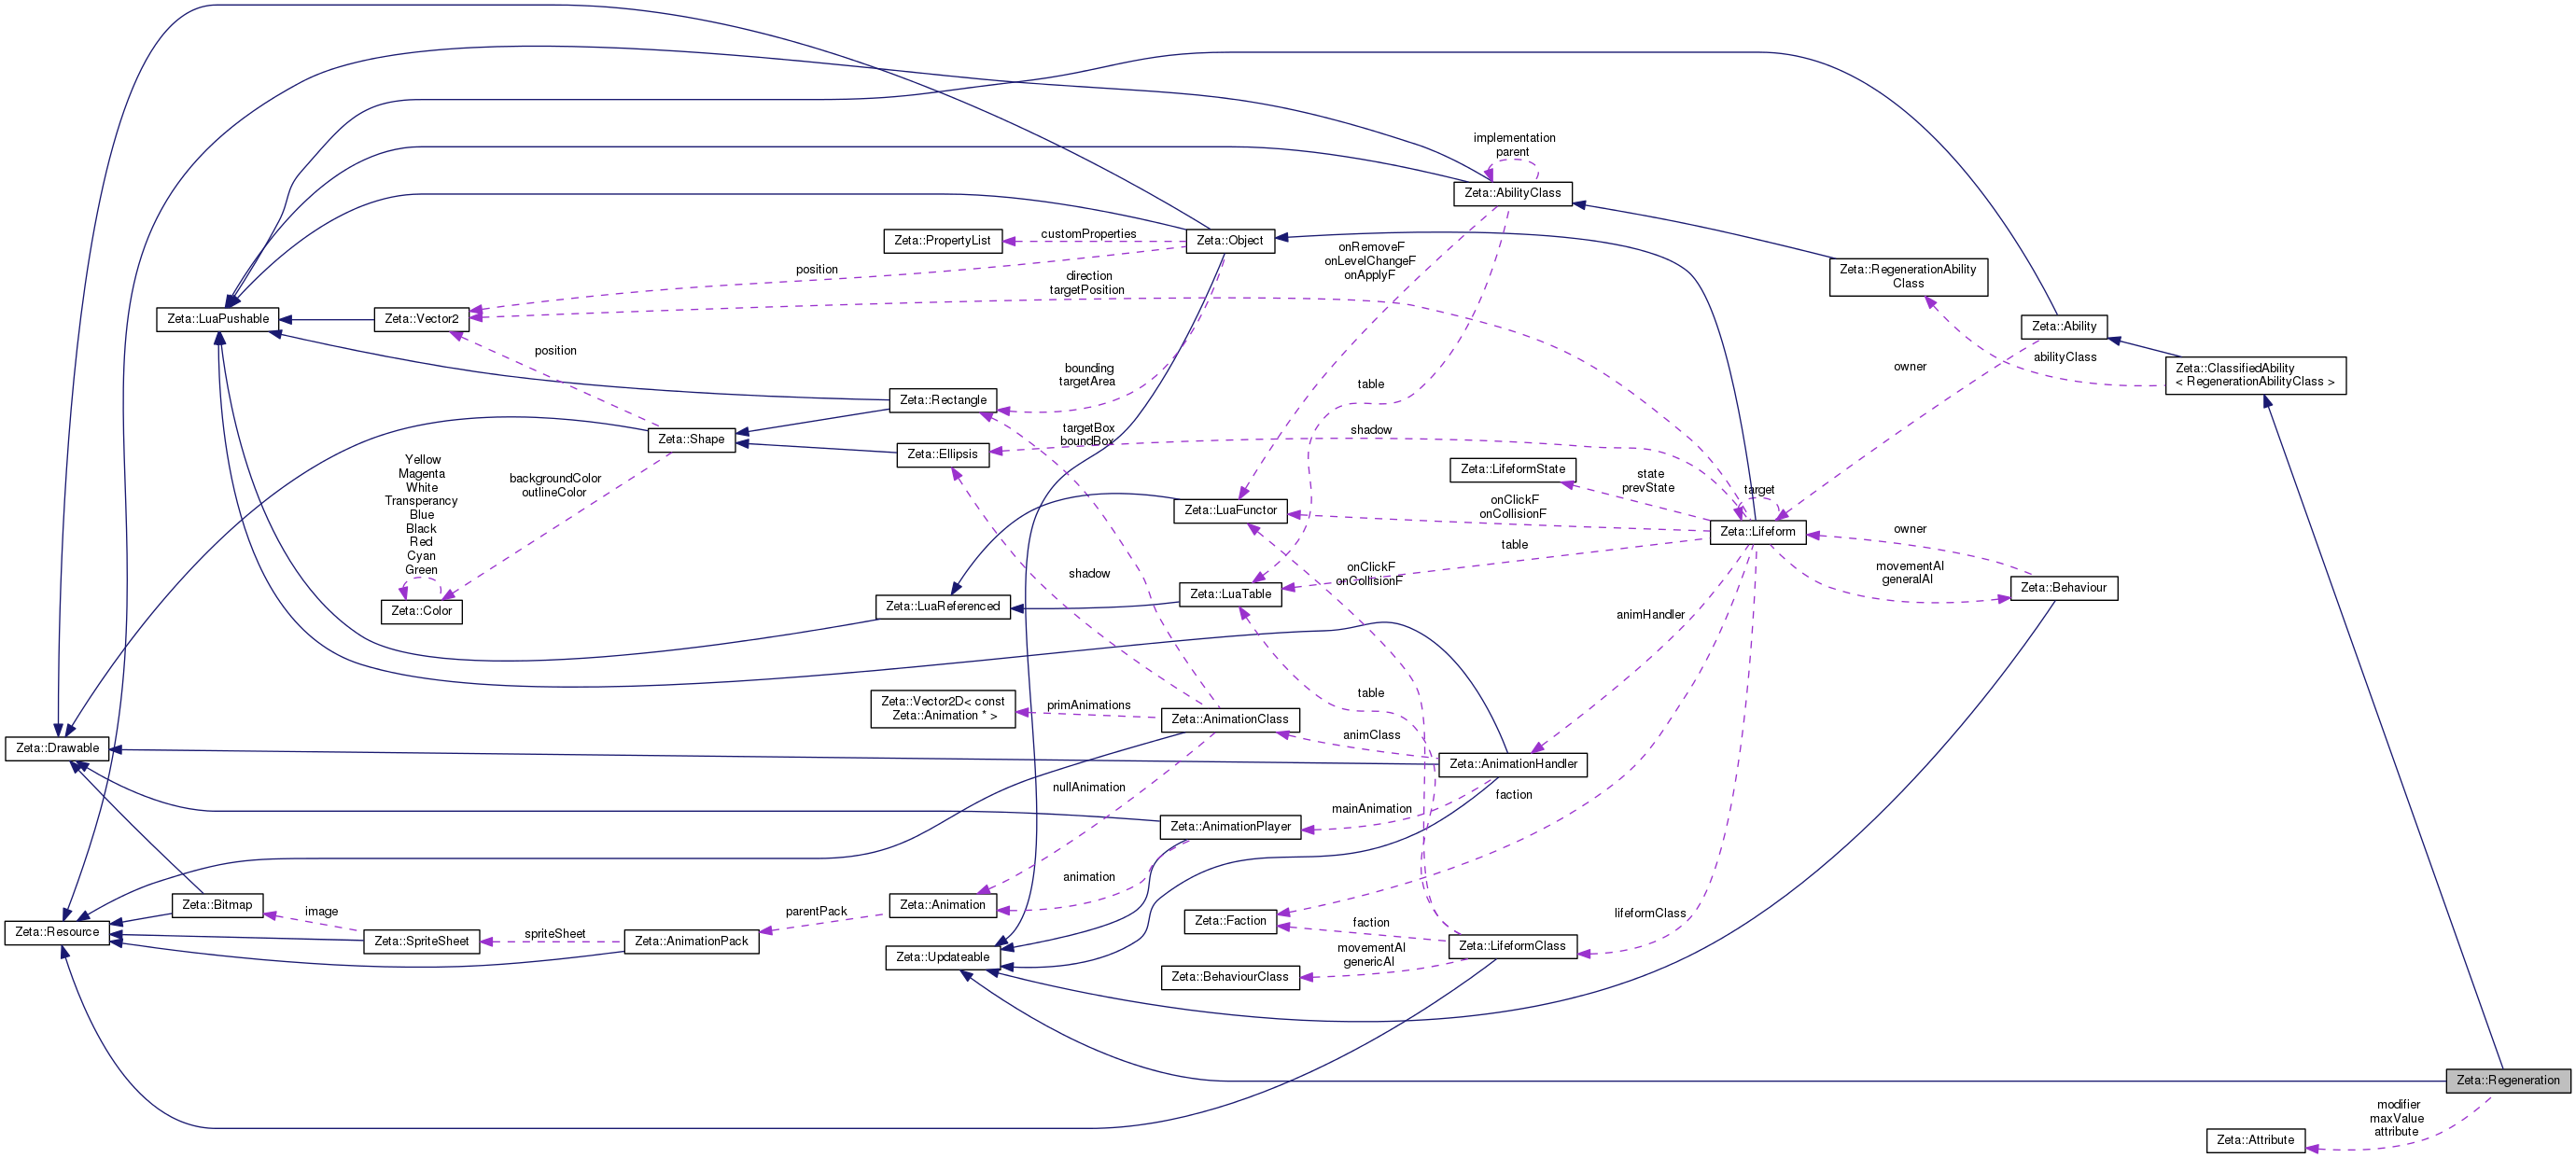 implementation
parent
Zeta::AbilityClass
Zeta::PropertyList
customProperties
Zeta::Object
onRemoveF
onLevelChangeF
onApplyF
position
direction
targetPosition
Zeta::RegenerationAbility
Class
Zeta::LuaPushable
Zeta::Vector2
Zeta::Ability
position
bounding
targetArea
table
owner
abilityClass
Zeta::ClassifiedAbility
< RegenerationAbilityClass >
Zeta::Rectangle
Zeta::Shape
targetBox
boundBox
shadow
Zeta::Ellipsis
Yellow
Magenta
White
Transperancy
Blue
Black
Red
Cyan
Green
backgroundColor
outlineColor
Zeta::LifeformState
state
prevState
target
Zeta::LuaFunctor
onClickF
onCollisionF
Zeta::Lifeform
owner
table
shadow
onClickF
onCollisionF
movementAI
generalAI
Zeta::Behaviour
Zeta::Color
Zeta::LuaReferenced
Zeta::LuaTable
animHandler
Zeta::Vector2D< const
Zeta::Animation * >
primAnimations
table
Zeta::AnimationClass
animClass
Zeta::Drawable
Zeta::AnimationHandler
nullAnimation
mainAnimation
faction
Zeta::AnimationPlayer
animation
Zeta::Bitmap
image
Zeta::Animation
parentPack
Zeta::Resource
Zeta::SpriteSheet
spriteSheet
Zeta::AnimationPack
Zeta::Faction
faction
lifeformClass
Zeta::LifeformClass
Zeta::Updateable
movementAI
genericAI
Zeta::BehaviourClass
Zeta::Regeneration
modifier
maxValue
attribute
Zeta::Attribute